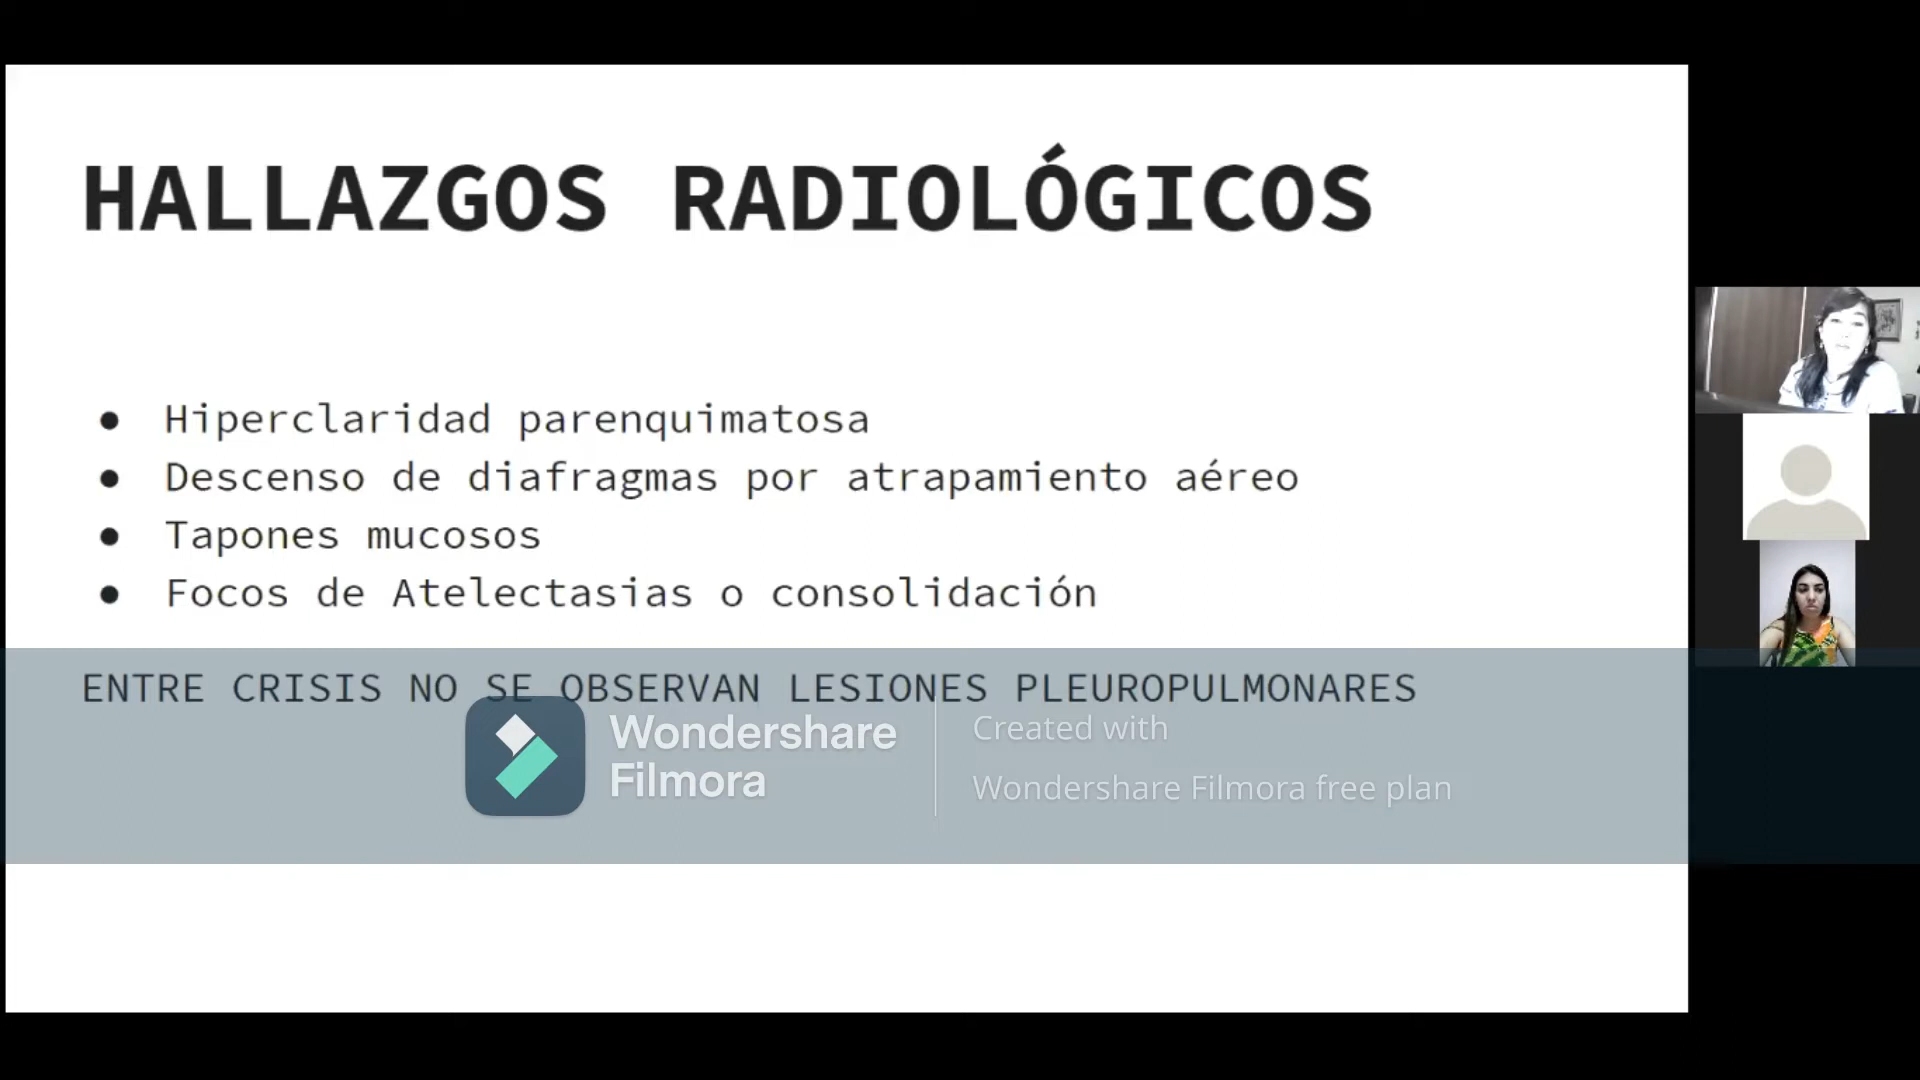 HALLAZGOS RADIOLÓGICOS
● Hiperclaridad parenquimatosa
● Descenso de diafragmas por atrapamiento aéreo
● Tapones mucosos
● Focos de Atelectasias o consolidación
ENTRE CRISIS NO SE OBSERVAN LESIONES PLEUROPULMONARES
Wondershare
Filmora
Created with
Wondershare Filmora free plan